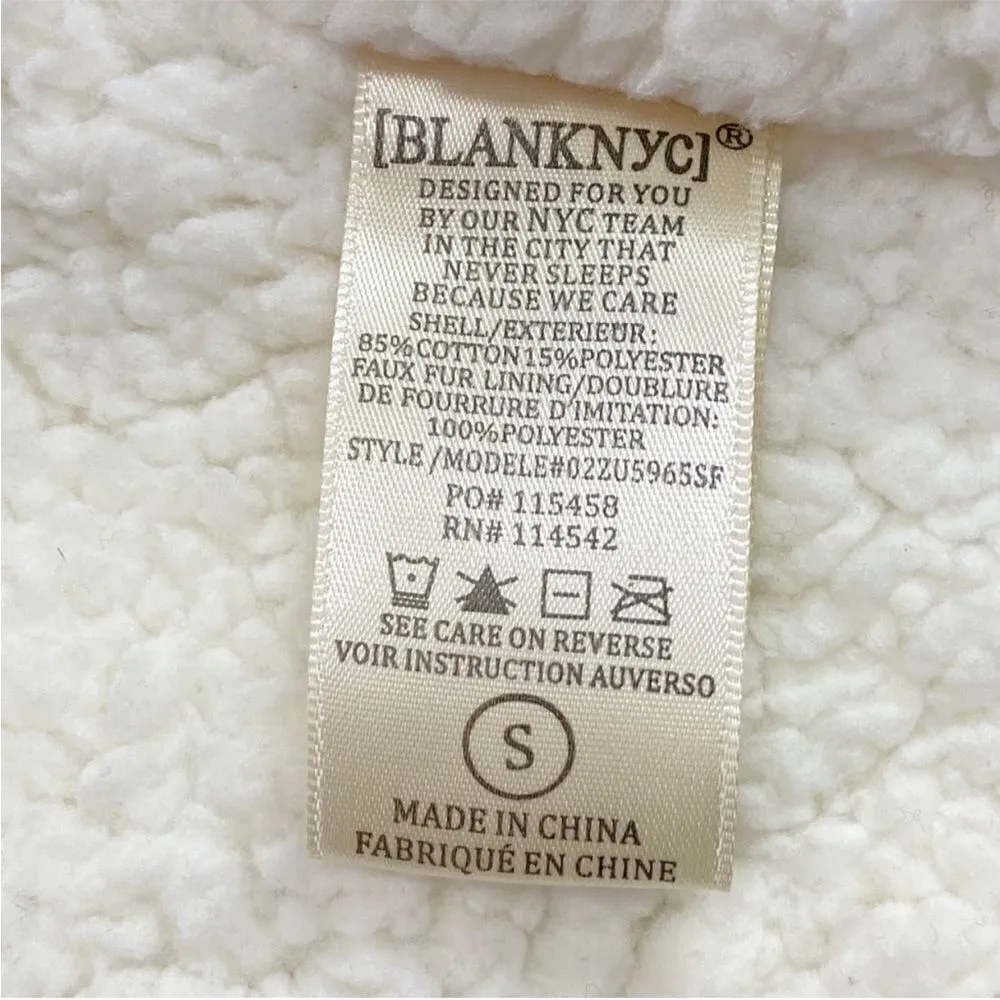 [BLANKNYC]®
DESIGNED FOR YOU
BY OUR NYC TEAM
IN THE CITY THAT
NEVER SLEEPS
BECAUSE WE CARE
SHELL/EXTERIEUR:
85%COTTON15%POLYESTER
FAUX FUR LINING/DOUBLURE
DE FOURRURE D'IMITATION:
100%POLYESTER
STYLE/MODELE#02ZU5965SF
PO# 115458
RN# 114542
SEE CARE ON REVERSE
VOIR INSTRUCTION AUVERSO
S
MADE IN CHINA
FABRIQUÉ EN CHINE